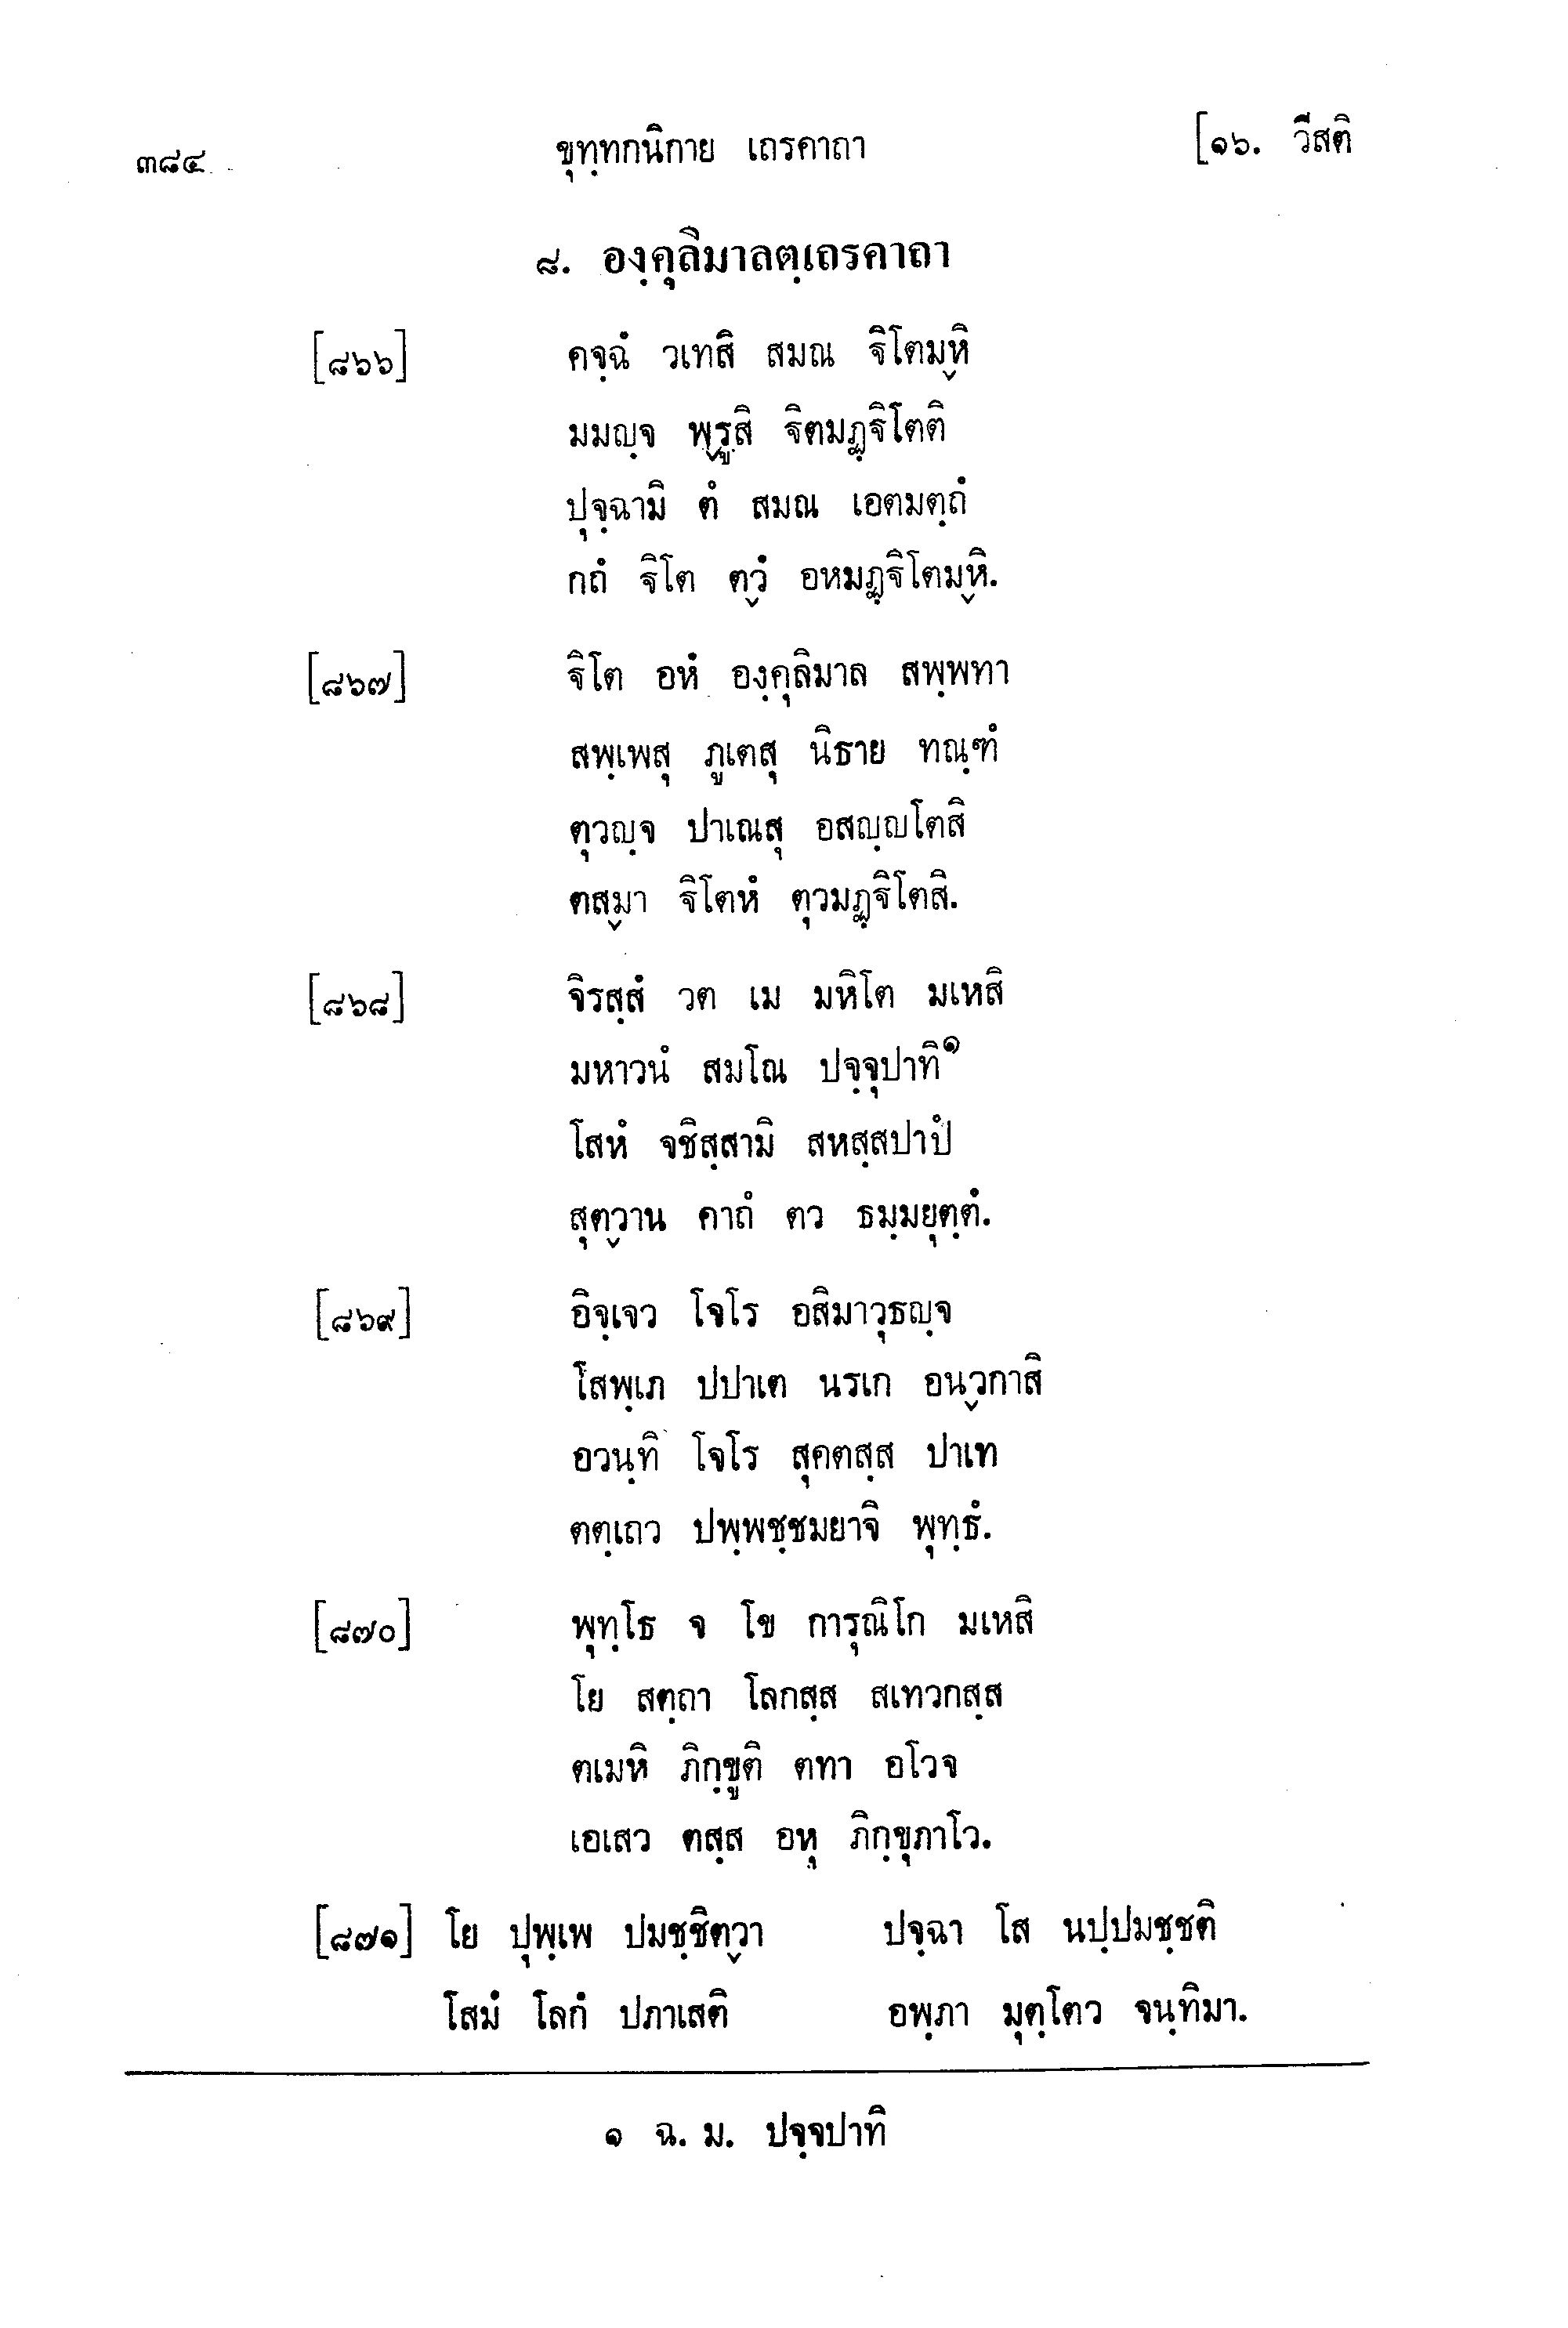 ๓๘๔ ขุทฺทกนิกาย เถรคาถา [๑๖. วีสติ
๘. องฺคุลิมาลตฺเถรคาถา
[๘๖๖] คจฺฉํ วเทสิ สมณ ฐิโตม๎หิ
มมญฺจ พ๎รูสิ ฐิตมฏฺฐิโตติ
ปุจฺฉามิ ตํ สมณ เอตมตฺถํ
กถํ ฐิโต ต๎วํ อหมฏฺฐิโตม๎หิ.
[๘๖๗] ฐิโต อหํ องฺคุลิมาล สพฺพทา
สพฺเพสุ ภูเตสุ นิธาย ทณฺฑํ
ตุวญฺจ ปาเณสุ อสญฺญโตสิ
ตส๎มา ฐิโตหํ ตุวมฏฺฐิโตสิ.
[๘๖๘] จิรสฺสํ วต เม มหิโต มเหสิ
มหาวนํ สมโณ ปจฺจุปาทิ๑
โสหํ จชิสฺสามิ สหสฺสปาปํ
สุต๎วาน คาถํ ตว ธมฺมยุตฺตํ.
[๘๖๙] อิจฺเจว โจโร อสิมาวุธญฺจ
โสพฺเภ ปปาเต นรเก อน๎วกาสิ
อวนฺทิ โจโร สุคตสฺส ปาเท
ตตฺเถว ปพฺพชฺชมยาจิ พุทฺธํ.
[๘๗๐] พุทฺโธ จ โข การุณิโก มเหสิ
โย สตฺถา โลกสฺส สเทวกสฺส
ตเมหิ ภิกฺขูติ ตทา อโวจ
เอเสว ตสฺส อหุ ภิกฺขุภาโว.
[๘๗๑] โย ปุพฺเพ ปมชฺชิต๎วา ปจฺฉา โส นปฺปมชฺชติ
โสมํ โลกํ ปภาเสติ อพฺภา มุตฺโตว จนฺทิมา.
๑ ฉ. ม. ปจฺจปาทิ